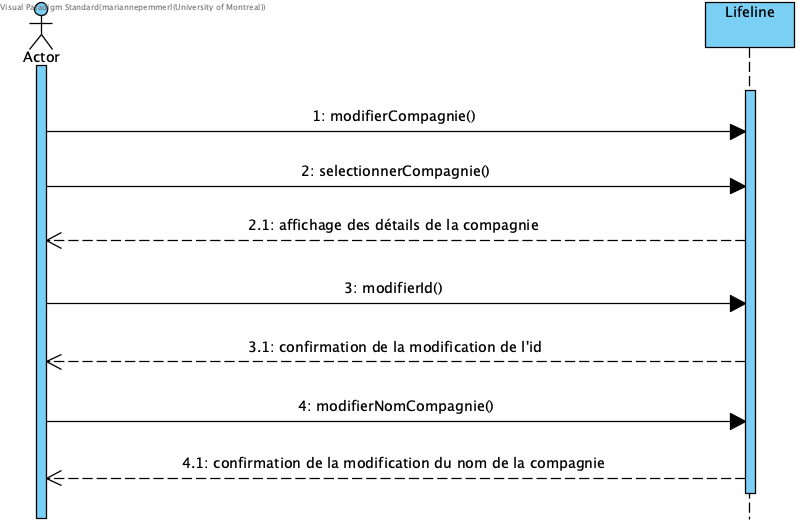 Visual Paradigm Standard(mariannepemmerl(University of Montreal))
Lifeline
Actor
1: modifierCompagnie()
2: selectionnerCompagnie()
2.1: affichage des détails de la compagnie
3: modifierId()
3.1: confirmation de la modification de l'id
4: modifierNomCompagnie()
4.1: confirmation de la modification du nom de la compagnie